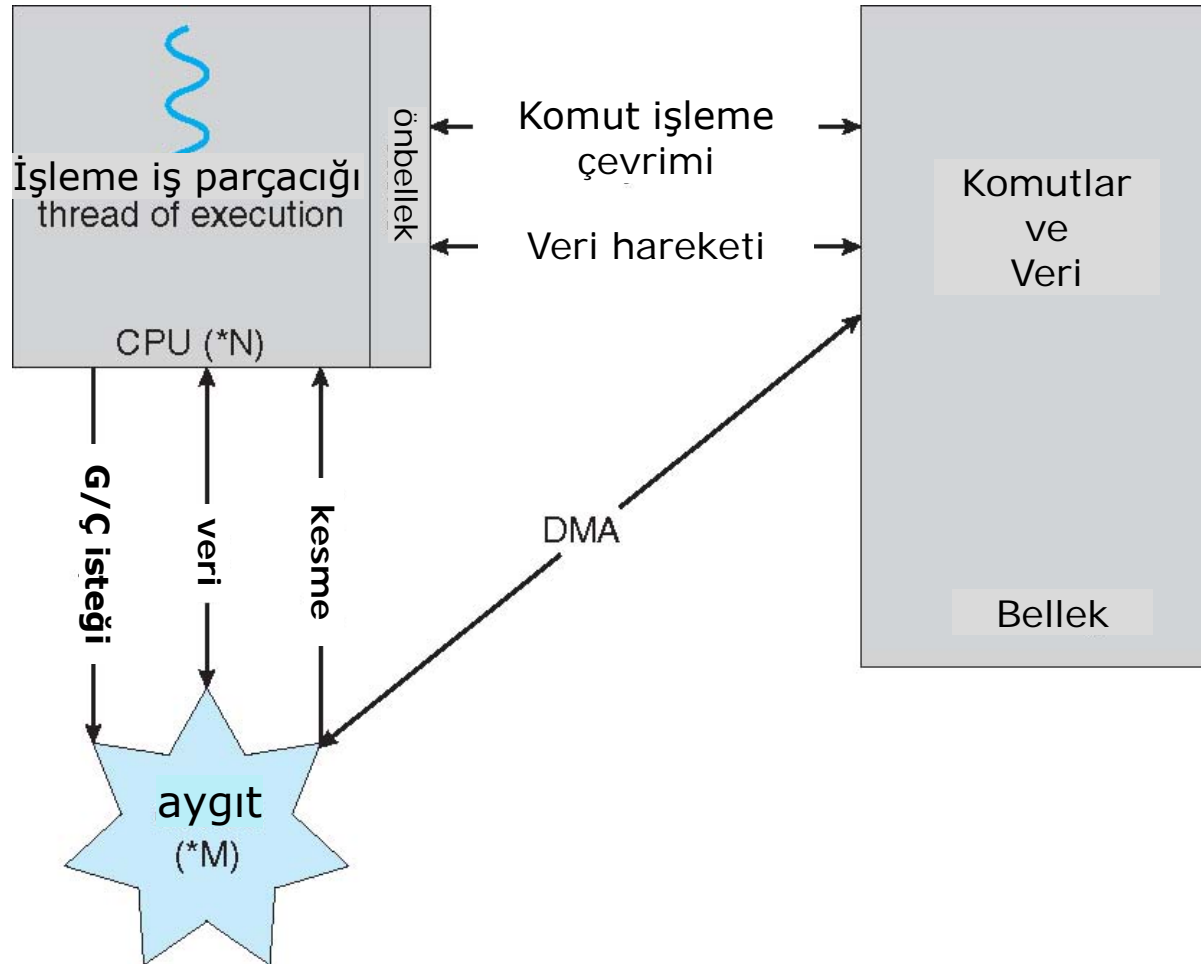 İşleme iş parçacığı
thread of execution
CPU (*N)
önbellek
Komut işleme
çevrimi
Veri hareketi
Komutlar
ve
Veri
Bellek
G/Ç isteği
veri
kesme
DMA
aygıt
(*M)